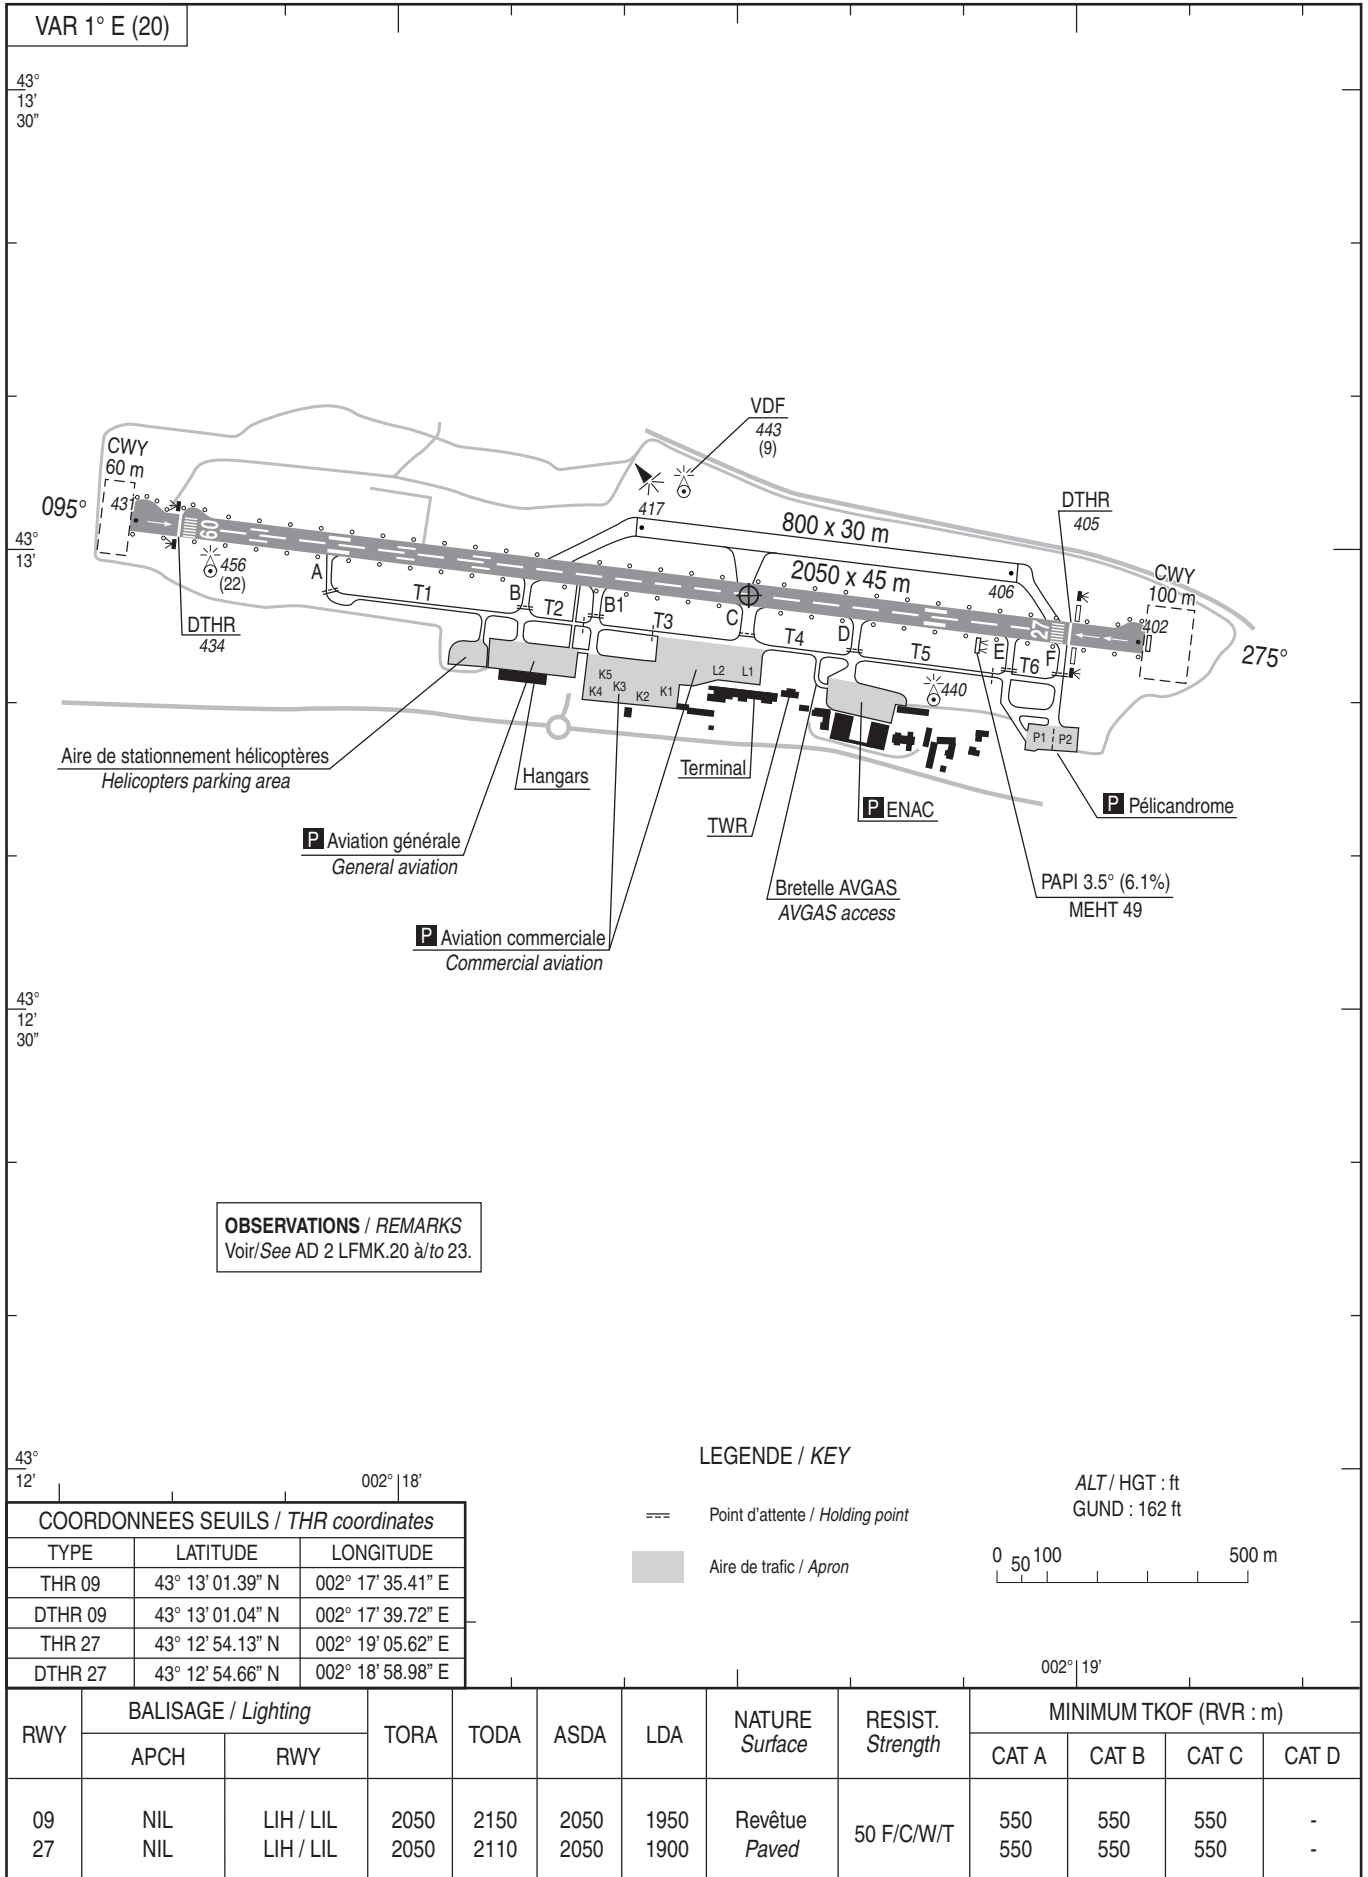 VAR 1° E (20)
43°
13'
30"
VDF
443
(9)
CWY
60 m
431
095°
417
DTHR
405
800 x 30 m
2050 x 45 m
406
CWY
100 m
402
275°
43°
13'
09
27
456
(22)
DTHR
434
A
T1
B
T2
B1
T3
C
T4
D
T5
E
T6
F
440
K5
K4
K3
K2
K1
L2
L1
P1
P2
Aire de stationnement hélicoptères
Helicopters parking area
Hangars
Terminal
TWR
P ENAC
P Pélicandrome
P Aviation générale
General aviation
Bretelle AVGAS
AVGAS access
PAPI 3.5° (6.1%)
MEHT 49
P Aviation commerciale
Commercial aviation
43°
12'
30"
OBSERVATIONS / REMARKS
Voir/See AD 2 LFMK.20 à/to 23.
43°
12'
002° 18'
LEGENDE / KEY
Point d'attente / Holding point
Aire de trafic / Apron
ALT / HGT : ft
GUND : 162 ft
0 50 100 500 m
002° 19'
COORDONNEES SEUILS / THR coordinates
TYPE LATITUDE LONGITUDE
THR 09 43° 13' 01.39" N 002° 17' 35.41" E
DTHR 09 43° 13' 01.04" N 002° 17' 39.72" E
THR 27 43° 12' 54.13" N 002° 19' 05.62" E
DTHR 27 43° 12' 54.66" N 002° 18' 58.98" E
RWY BALISAGE / Lighting TORA TODA ASDA LDA NATURE RESIST. MINIMUM TKOF (RVR : m)
Surface Strength
APCH RWY CAT A CAT B CAT C CAT D
09 NIL LIH / LIL 2050 2150 2050 1950 Revêtue 50 F/C/W/T 550 550 550 -
27 NIL LIH / LIL 2050 2110 2050 1900 Paved 550 550 550 -